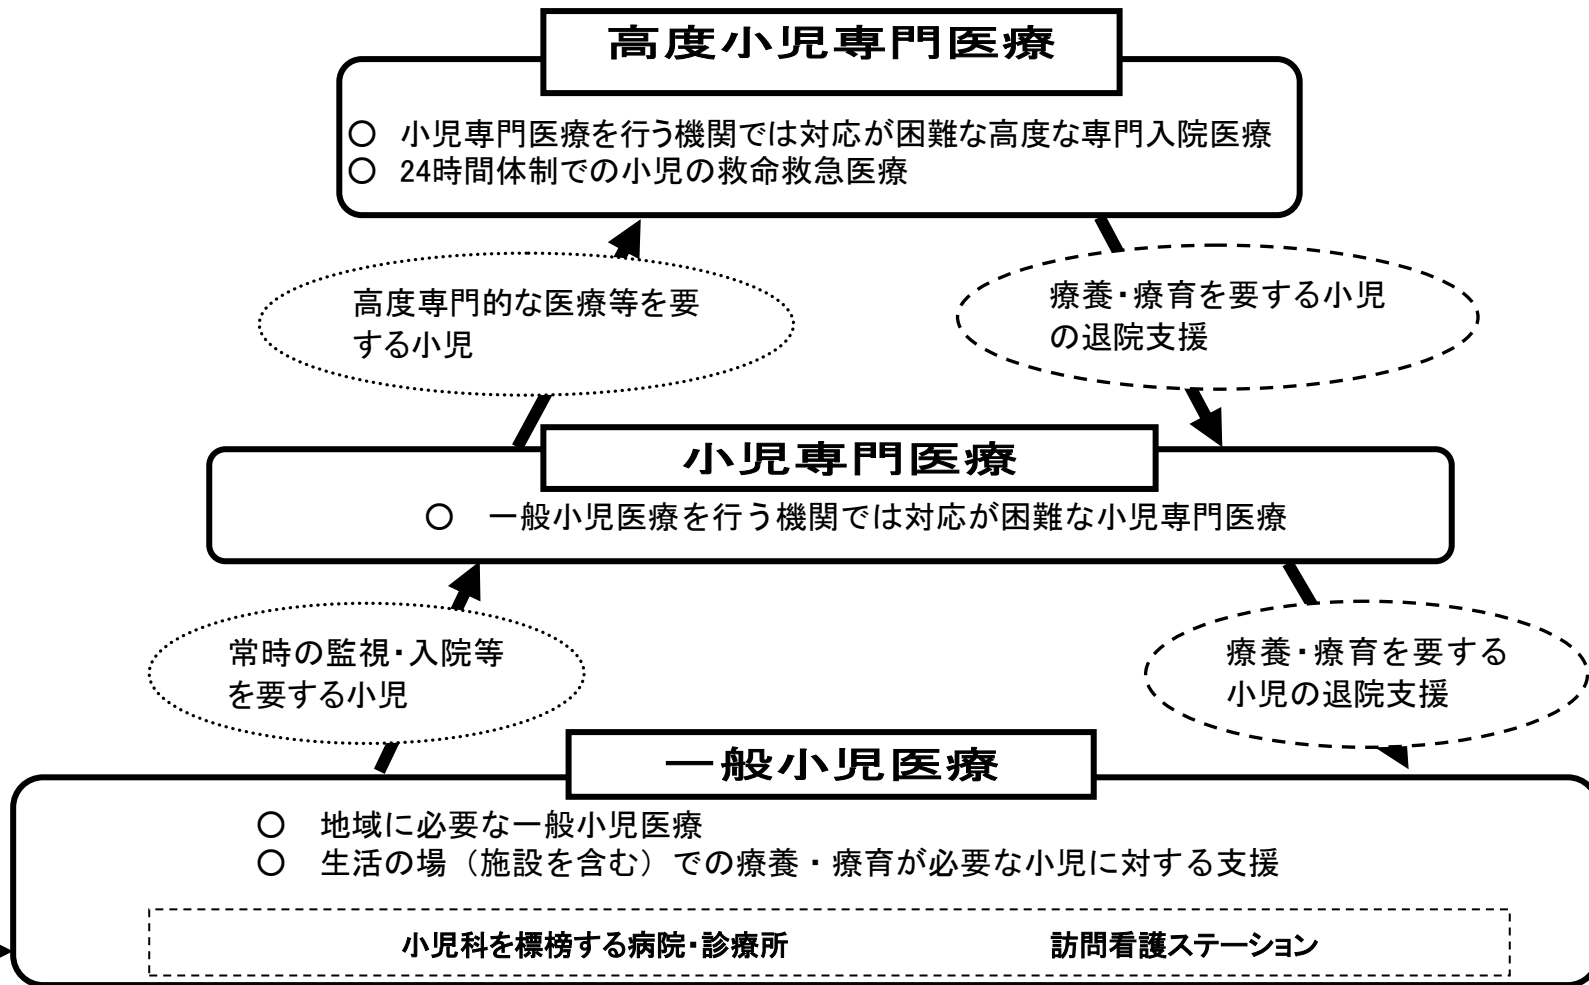 高度小児専門医療
○ 小児専門医療を行う機関では対応が困難な高度な専門入院医療
○ 24時間体制での小児の救命救急医療
高度専門的な医療等を要
する小児
療養・療育を要する小児
の退院支援
小児専門医療
○ 一般小児医療を行う機関では対応が困難な小児専門医療
常時の監視・入院等
を要する小児
療養・療育を要する
小児の退院支援
一般小児医療
○ 地域に必要な一般小児医療
○ 生活の場（施設を含む）での療養・療育が必要な小児に対する支援
小児科を標榜する病院・診療所 訪問看護ステーション